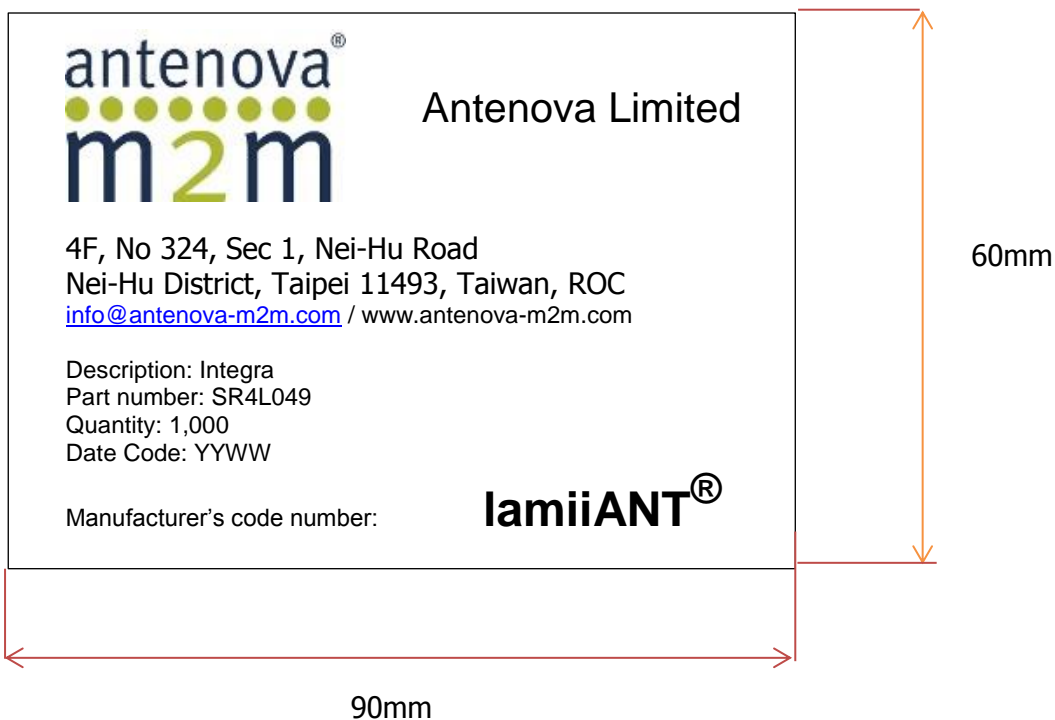 antenova®
m2m
Antenova Limited
4F, No 324, Sec 1, Nei-Hu Road
Nei-Hu District, Taipei 11493, Taiwan, ROC
info@antenova-m2m.com / www.antenova-m2m.com
Description: Integra
Part number: SR4L049
Quantity: 1,000
Date Code: YYWW
Manufacturer’s code number:
lamiiANT®
60mm
90mm